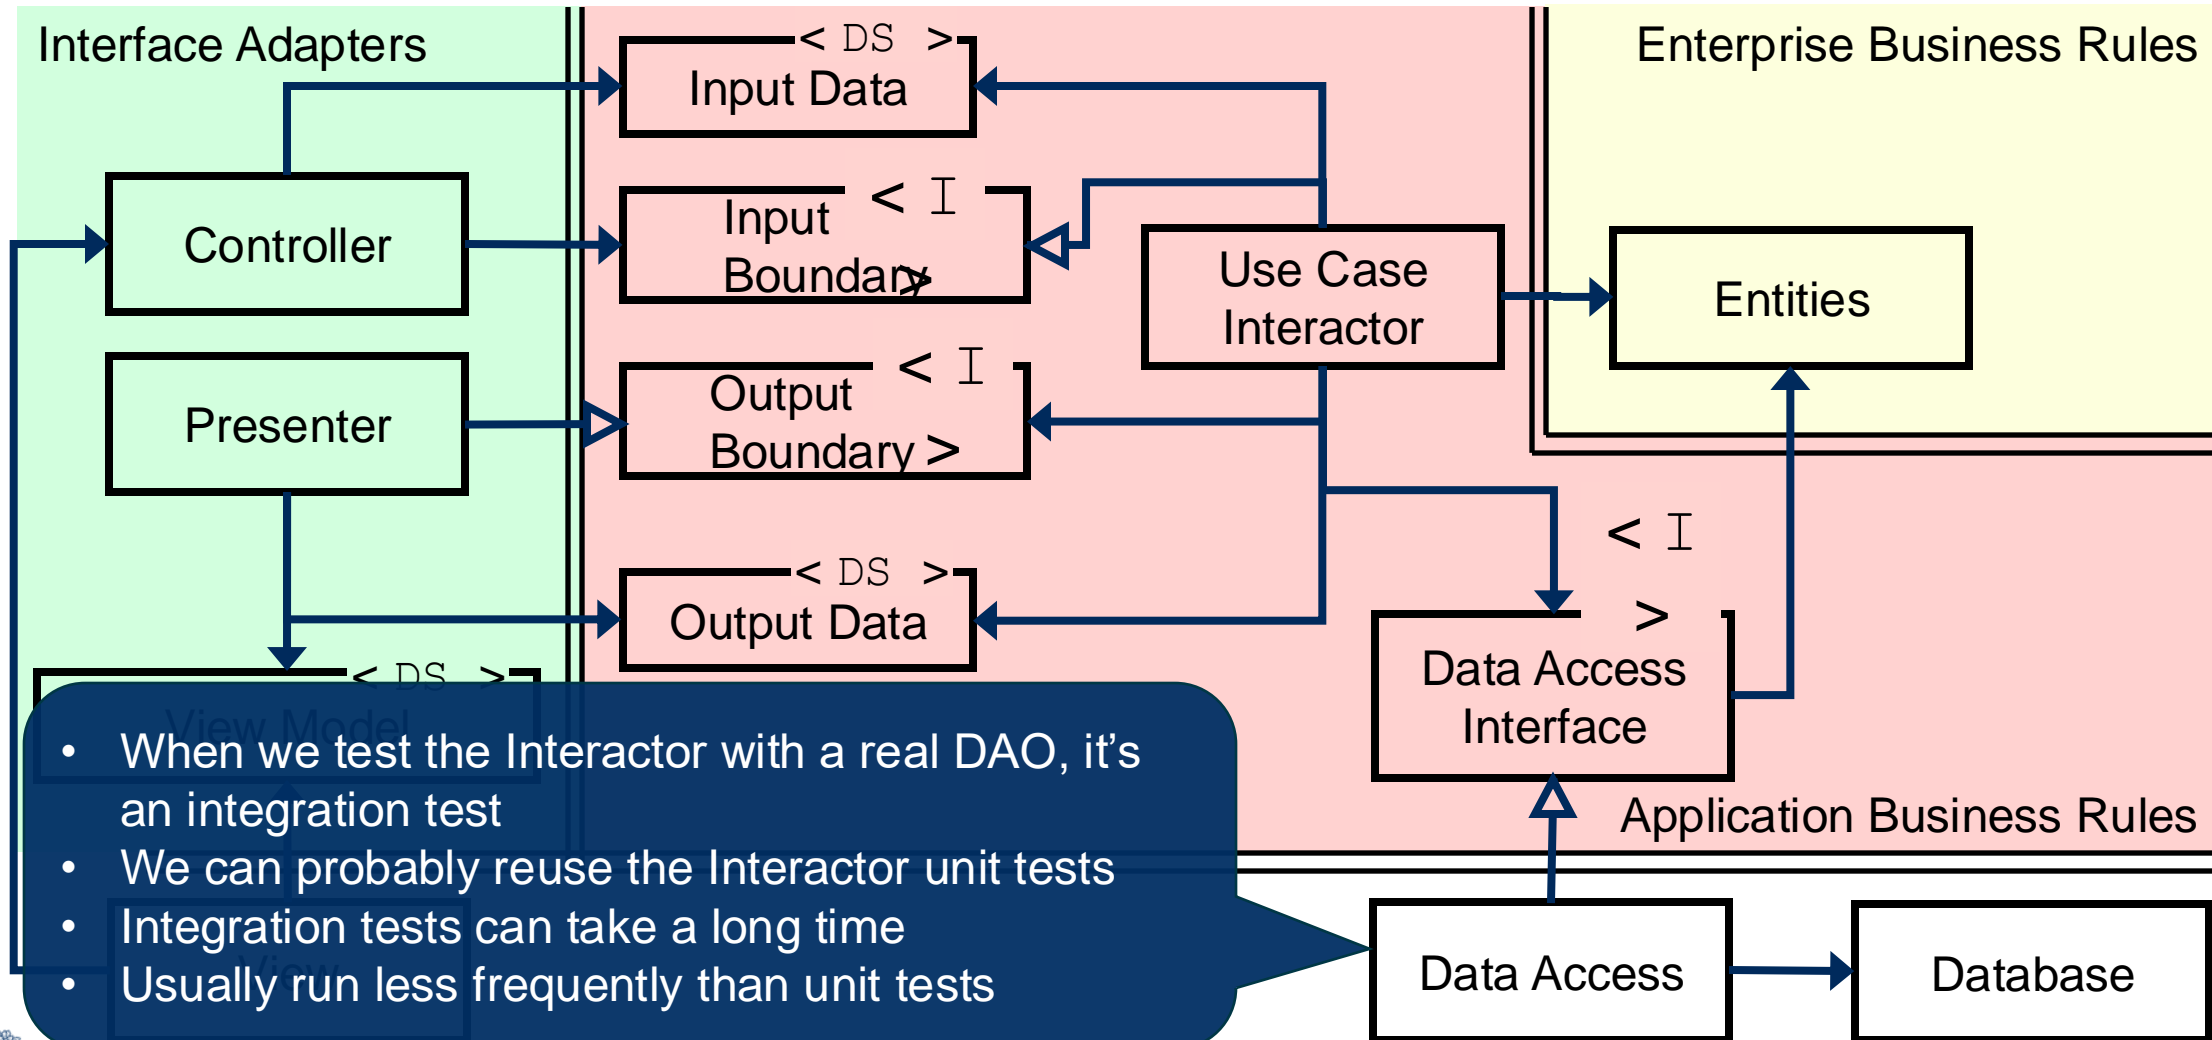 Interface Adapters
< DS >
Input Data
Enterprise Business Rules
Controller
< I
Input
Boundary
>
Use Case
Interactor
Entities
Presenter
< I
Output
Boundary >
< DS >
Output Data
< I
>
Data Access
Interface
< DS >
View Model
• When we test the Interactor with a real DAO, it’s
an integration test
• We can probably reuse the Interactor unit tests
• Integration tests can take a long time
• Usually run less frequently than unit tests
View
Application Business Rules
Data Access
Database